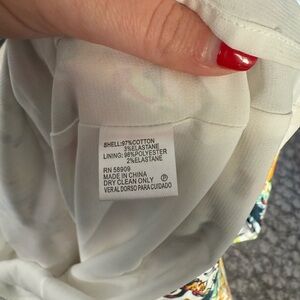 SHELL:97%COTTON
3%ELASTANE
LINING: 98%POLYESTER
2%ELASTANE
RN 58909
MADE IN CHINA
DRY CLEAN ONLY Ⓟ
VER AL DORSO PARA CUIDADO